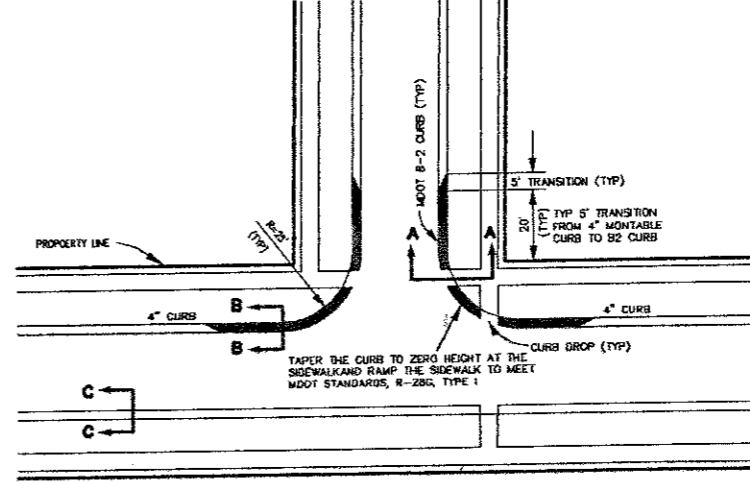 MDOT B-2 CURB (TYP)
5' TRANSITION (TYP)
20'
(TYP)
TYP 5' TRANSITION
FROM 4" MONTABLE
CURB TO B2 CURB
A
A
R=25'
(TYP)
PROPOERTY LINE
4" CURB
B
B
4" CURB
CURB DROP (TYP)
TAPER THE CURB TO ZERO HEIGHT AT THE
SIDEWALKAND RAMP THE SIDEWALK TO MEET
MDOT STANDARDS, R-28G, TYPE I
C
C